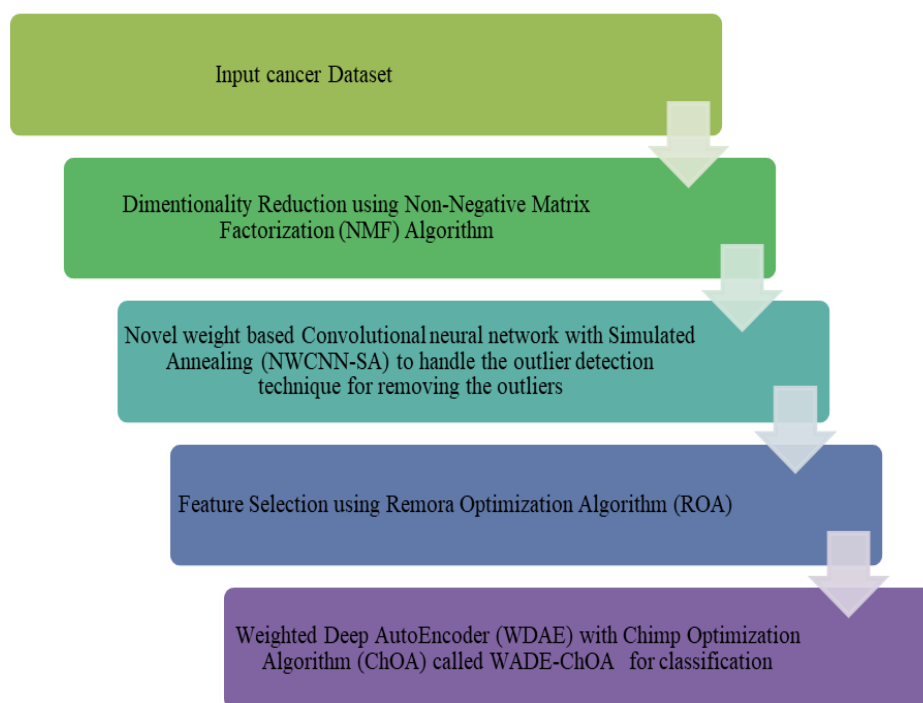 Input cancer Dataset
Dimentionality Reduction using Non-Negative Matrix
Factorization (NMF) Algorithm
Novel weight based Convolutional neural network with Simulated
Annealing (NWCNN-SA) to handle the outlier detection
technique for removing the outliers
Feature Selection using Remora Optimization Algorithm (ROA)
Weighted Deep AutoEncoder (WDAE) with Chimp Optimization
Algorithm (ChOA) called WADE-ChOA for classification